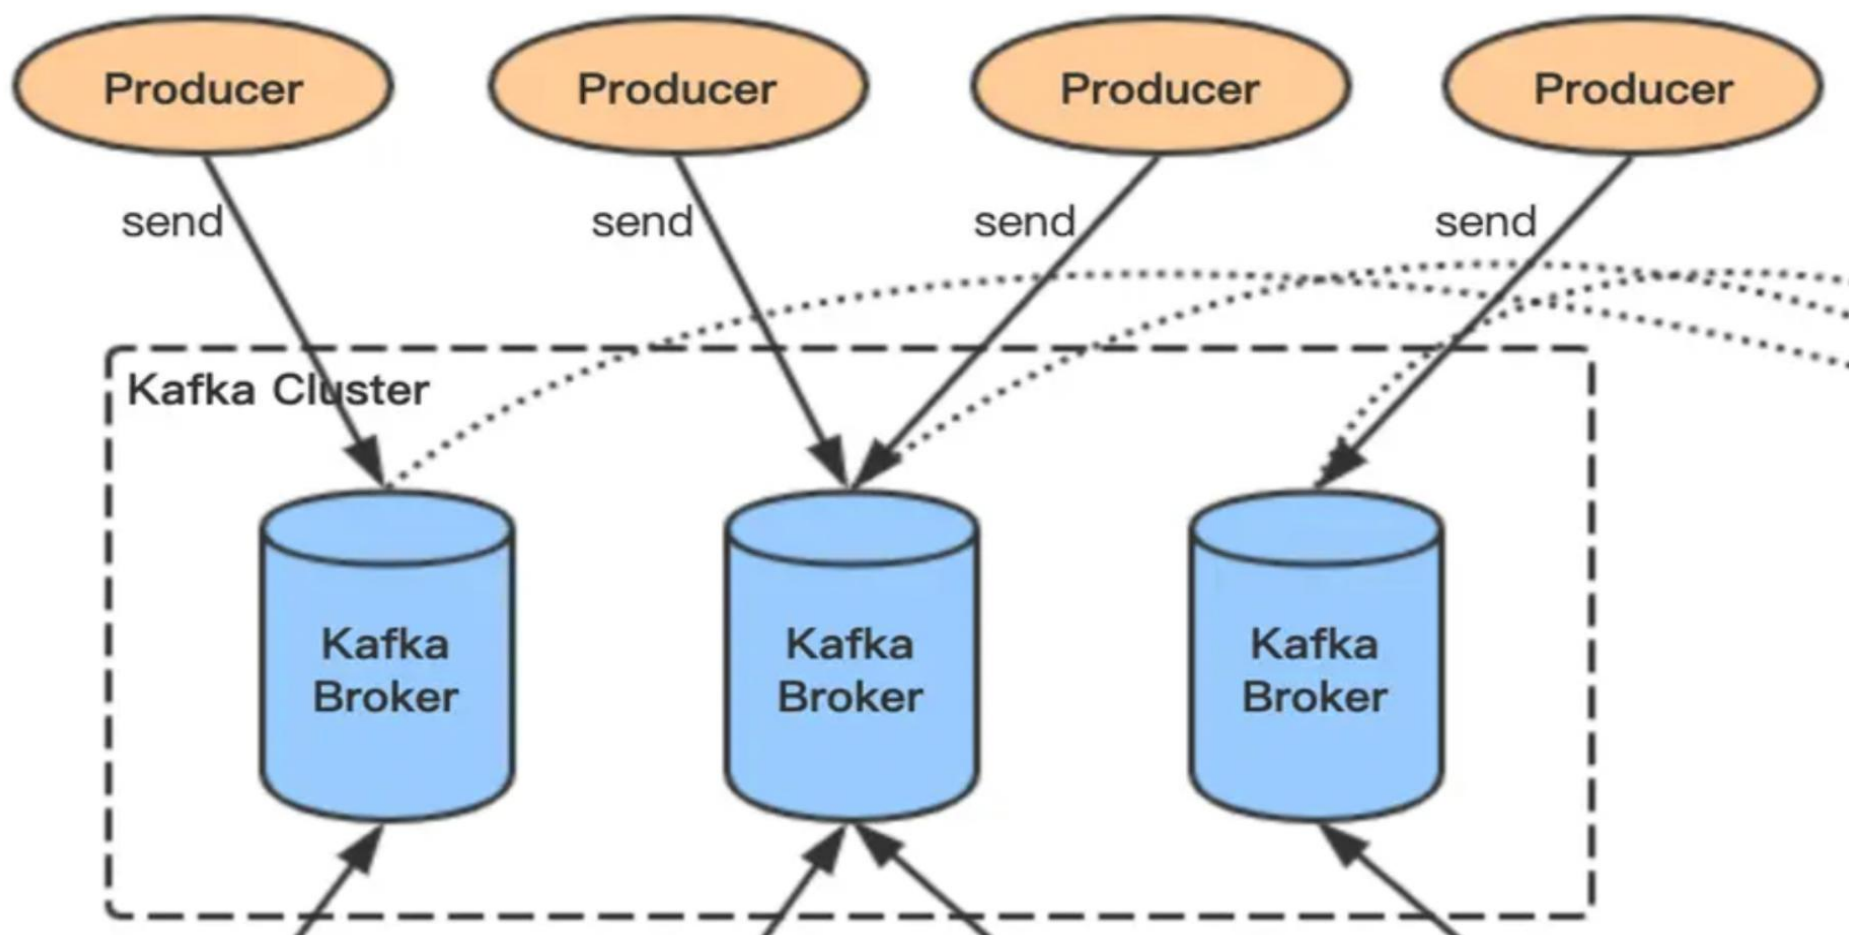 Producer
Producer
Producer
Producer
send
send
send
send
Kafka Cluster
Kafka
Broker
Kafka
Broker
Kafka
Broker